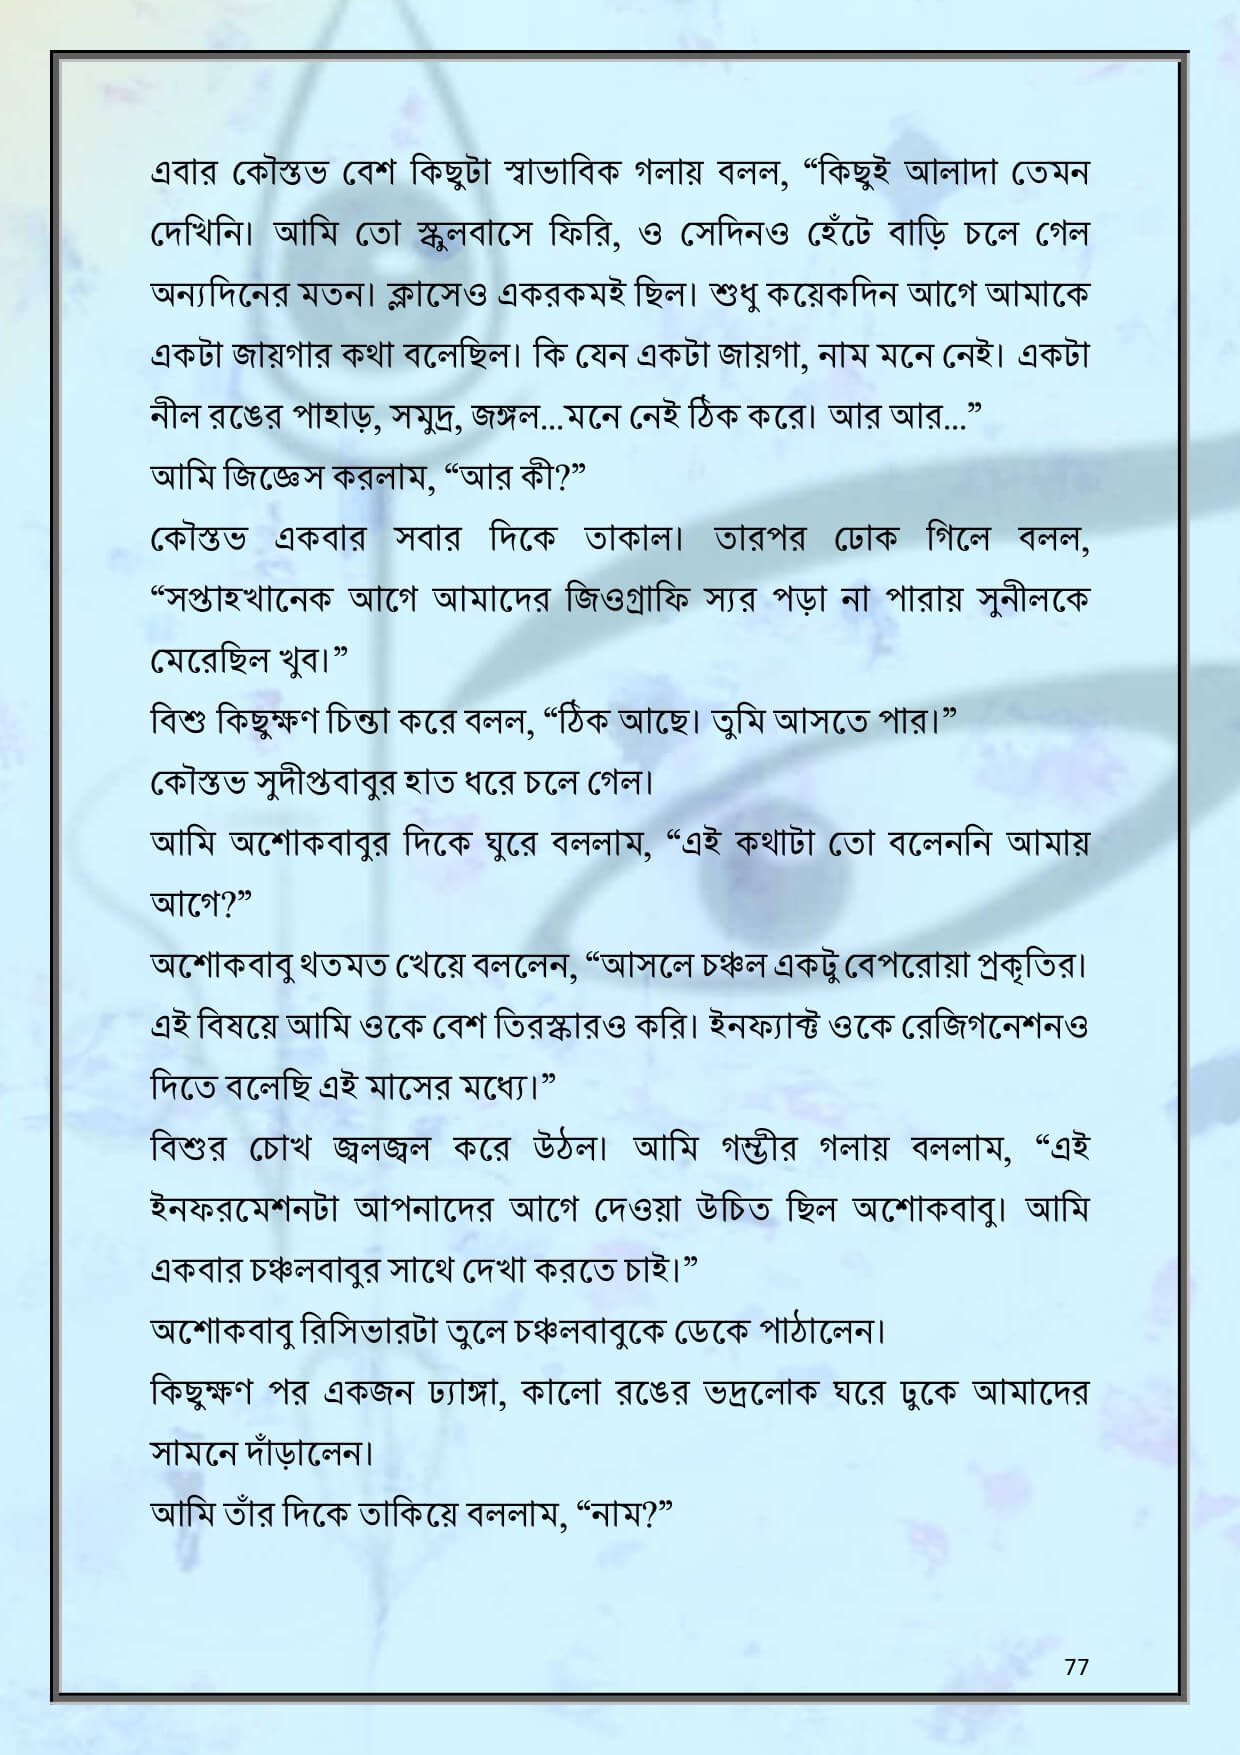 এবার কৌস্তভ বেশ কিছুটা স্বাভাবিক গলায় বলল, “কিছুই আলাদা তেমন
দেখিনি। আমি তো স্কুলবাসে ফিরি, ও সেদিনও হেঁটে বাড়ি চলে গেল
অন্যদিনের মতন। ক্লাসেও একরকমই ছিল। শুধু কয়েকদিন আগে আমাকে
একটা জায়গার কথা বলেছিল। কি যেন একটা জায়গা, নাম মনে নেই। একটা
নীল রঙের পাহাড়, সমুদ্র, জঙ্গল...মনে নেই ঠিক করে। আর আর...”
আমি জিজ্ঞেস করলাম, “আর কী?”
কৌস্তভ একবার সবার দিকে তাকাল। তারপর ঢোক গিলে বলল,
“সপ্তাহখানেক আগে আমাদের জিওগ্রাফি স্যর পড়া না পারায় সুনীলকে
মেরেছিল খুব।”
বিশু কিছুক্ষণ চিন্তা করে বলল, “ঠিক আছে। তুমি আসতে পার।”
কৌস্তভ সুদীপ্তবাবুর হাত ধরে চলে গেল।
আমি অশোকবাবুর দিকে ঘুরে বললাম, “এই কথাটা তো বলেননি আমায়
আগে?”
অশোকবাবু থতমত খেয়ে বললেন, “আসলে চঞ্চল একটু বেপরোয়া প্রকৃতির।
এই বিষয়ে আমি ওকে বেশ তিরস্কারও করি। ইনফ্যাক্ট ওকে রেজিগনেশনও
দিতে বলেছি এই মাসের মধ্যে।”
বিশুর চোখ জ্বলজ্বল করে উঠল। আমি গম্ভীর গলায় বললাম, “এই
ইনফরমেশনটা আপনাদের আগে দেওয়া উচিত ছিল অশোকবাবু। আমি
একবার চঞ্চলবাবুর সাথে দেখা করতে চাই।”
অশোকবাবু রিসিভারটা তুলে চঞ্চলবাবুকে ডেকে পাঠালেন।
কিছুক্ষণ পর একজন ঢ্যাঙ্গা, কালো রঙের ভদ্রলোক ঘরে ঢুকে আমাদের
সামনে দাঁড়ালেন।
আমি তাঁর দিকে তাকিয়ে বললাম, “নাম?”
77